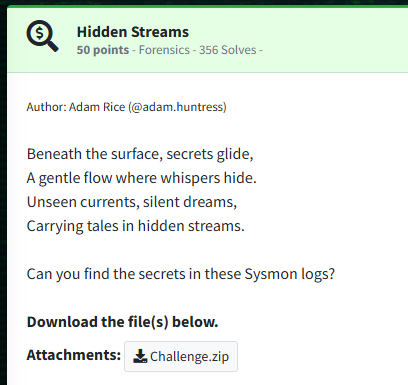 Hidden Streams
50 points - Forensics - 356 Solves -
Author: Adam Rice (@adam.huntress)
Beneath the surface, secrets glide,
A gentle flow where whispers hide.
Unseen currents, silent dreams,
Carrying tales in hidden streams.
Can you find the secrets in these Sysmon logs?
Download the file(s) below.
Attachments: Challenge.zip